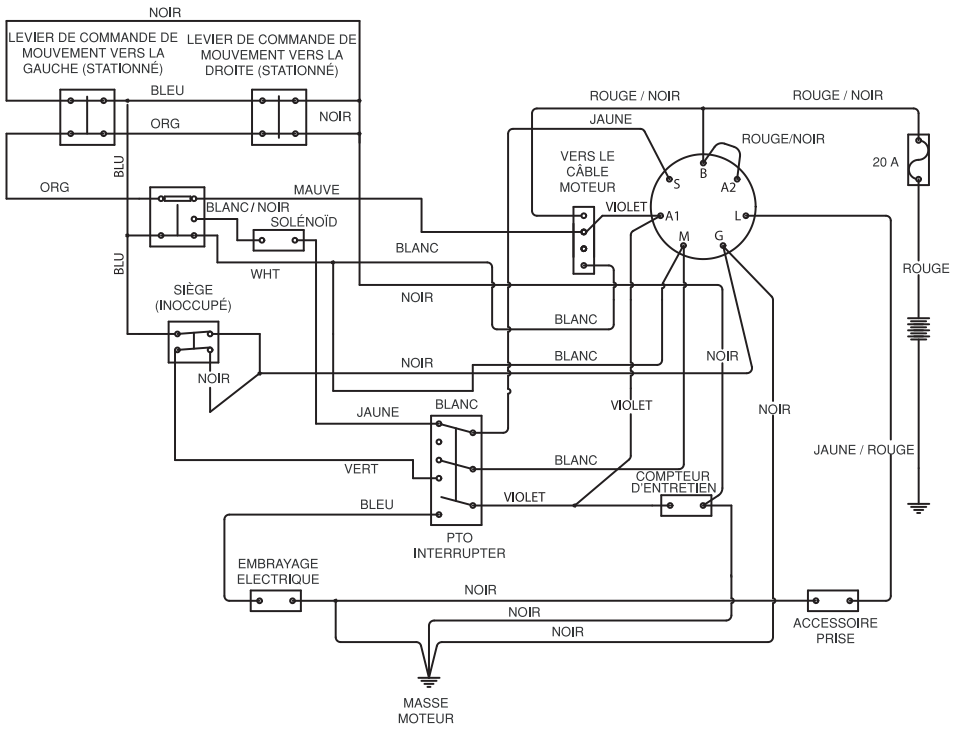 NOIR
LEVIER DE COMMANDE DE
MOUVEMENT VERS LA
GAUCHE (STATIONNÉ)
LEVIER DE COMMANDE DE
MOUVEMENT VERS LA
DROITE (STATIONNÉ)
BLEU
NOIR
ORG
BLU
ORG
MAUVE
BLANC / NOIR
SOLÉNOÏD
BLANC
WHT
BLU
NOIR
SIÈGE
(INOCCUPÉ)
NOIR
NOIR
ROUGE / NOIR
ROUGE / NOIR
JAUNE
ROUGE/NOIR
VERS LE
CÂBLE
MOTEUR
20 A
B
S
A2
VIOLET
A1
L
M
G
ROUGE
BLANC
BLANC
NOIR
BLANC
JAUNE
VIOLET
NOIR
VERT
BLANC
JAUNE / ROUGE
COMPTEUR
D'ENTRETIEN
VIOLET
BLEU
PTO
INTERRUPTER
EMBRAYAGE
ELECTRIQUE
NOIR
NOIR
NOIR
ACCESSOIRE
PRISE
MASSE
MOTEUR